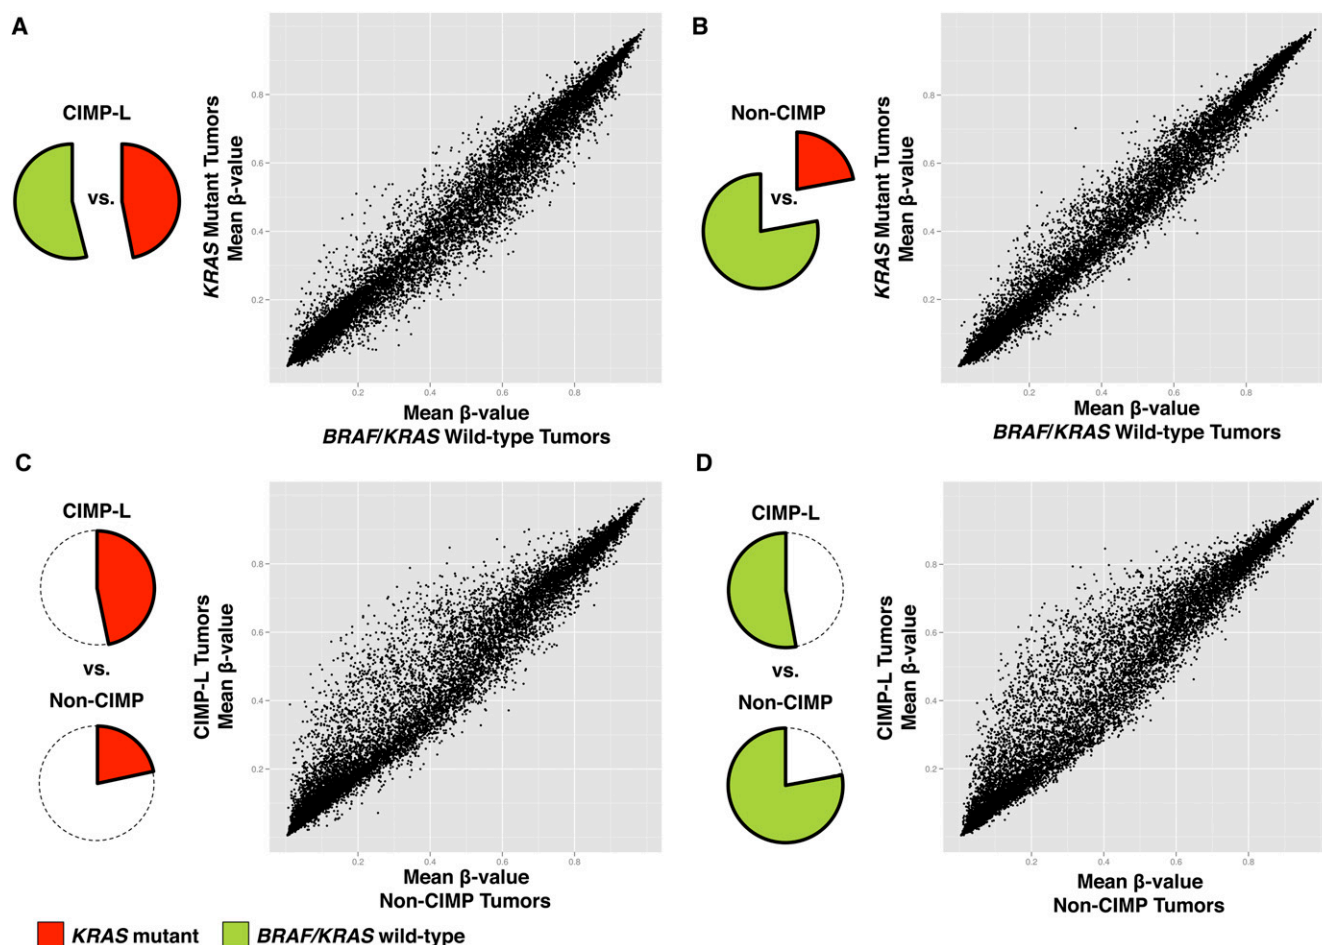 A
CIMP-L
vs.
KRAS Mutant Tumors
Mean β-value
0.8
0.6
0.4
0.2
0.2 0.4 0.6 0.8
Mean β-value
BRAF/KRAS Wild-type Tumors
B
Non-CIMP
vs.
KRAS Mutant Tumors
Mean β-value
0.8
0.6
0.4
0.2
0.2 0.4 0.6 0.8
Mean β-value
BRAF/KRAS Wild-type Tumors
C
CIMP-L
vs.
Non-CIMP
CIMP-L Tumors
Mean β-value
0.8
0.6
0.4
0.2
0.2 0.4 0.6 0.8
Mean β-value
Non-CIMP Tumors
D
CIMP-L
vs.
Non-CIMP
CIMP-L Tumors
Mean β-value
0.8
0.6
0.4
0.2
0.2 0.4 0.6 0.8
Mean β-value
Non-CIMP Tumors
KRAS mutant
BRAF/KRAS wild-type